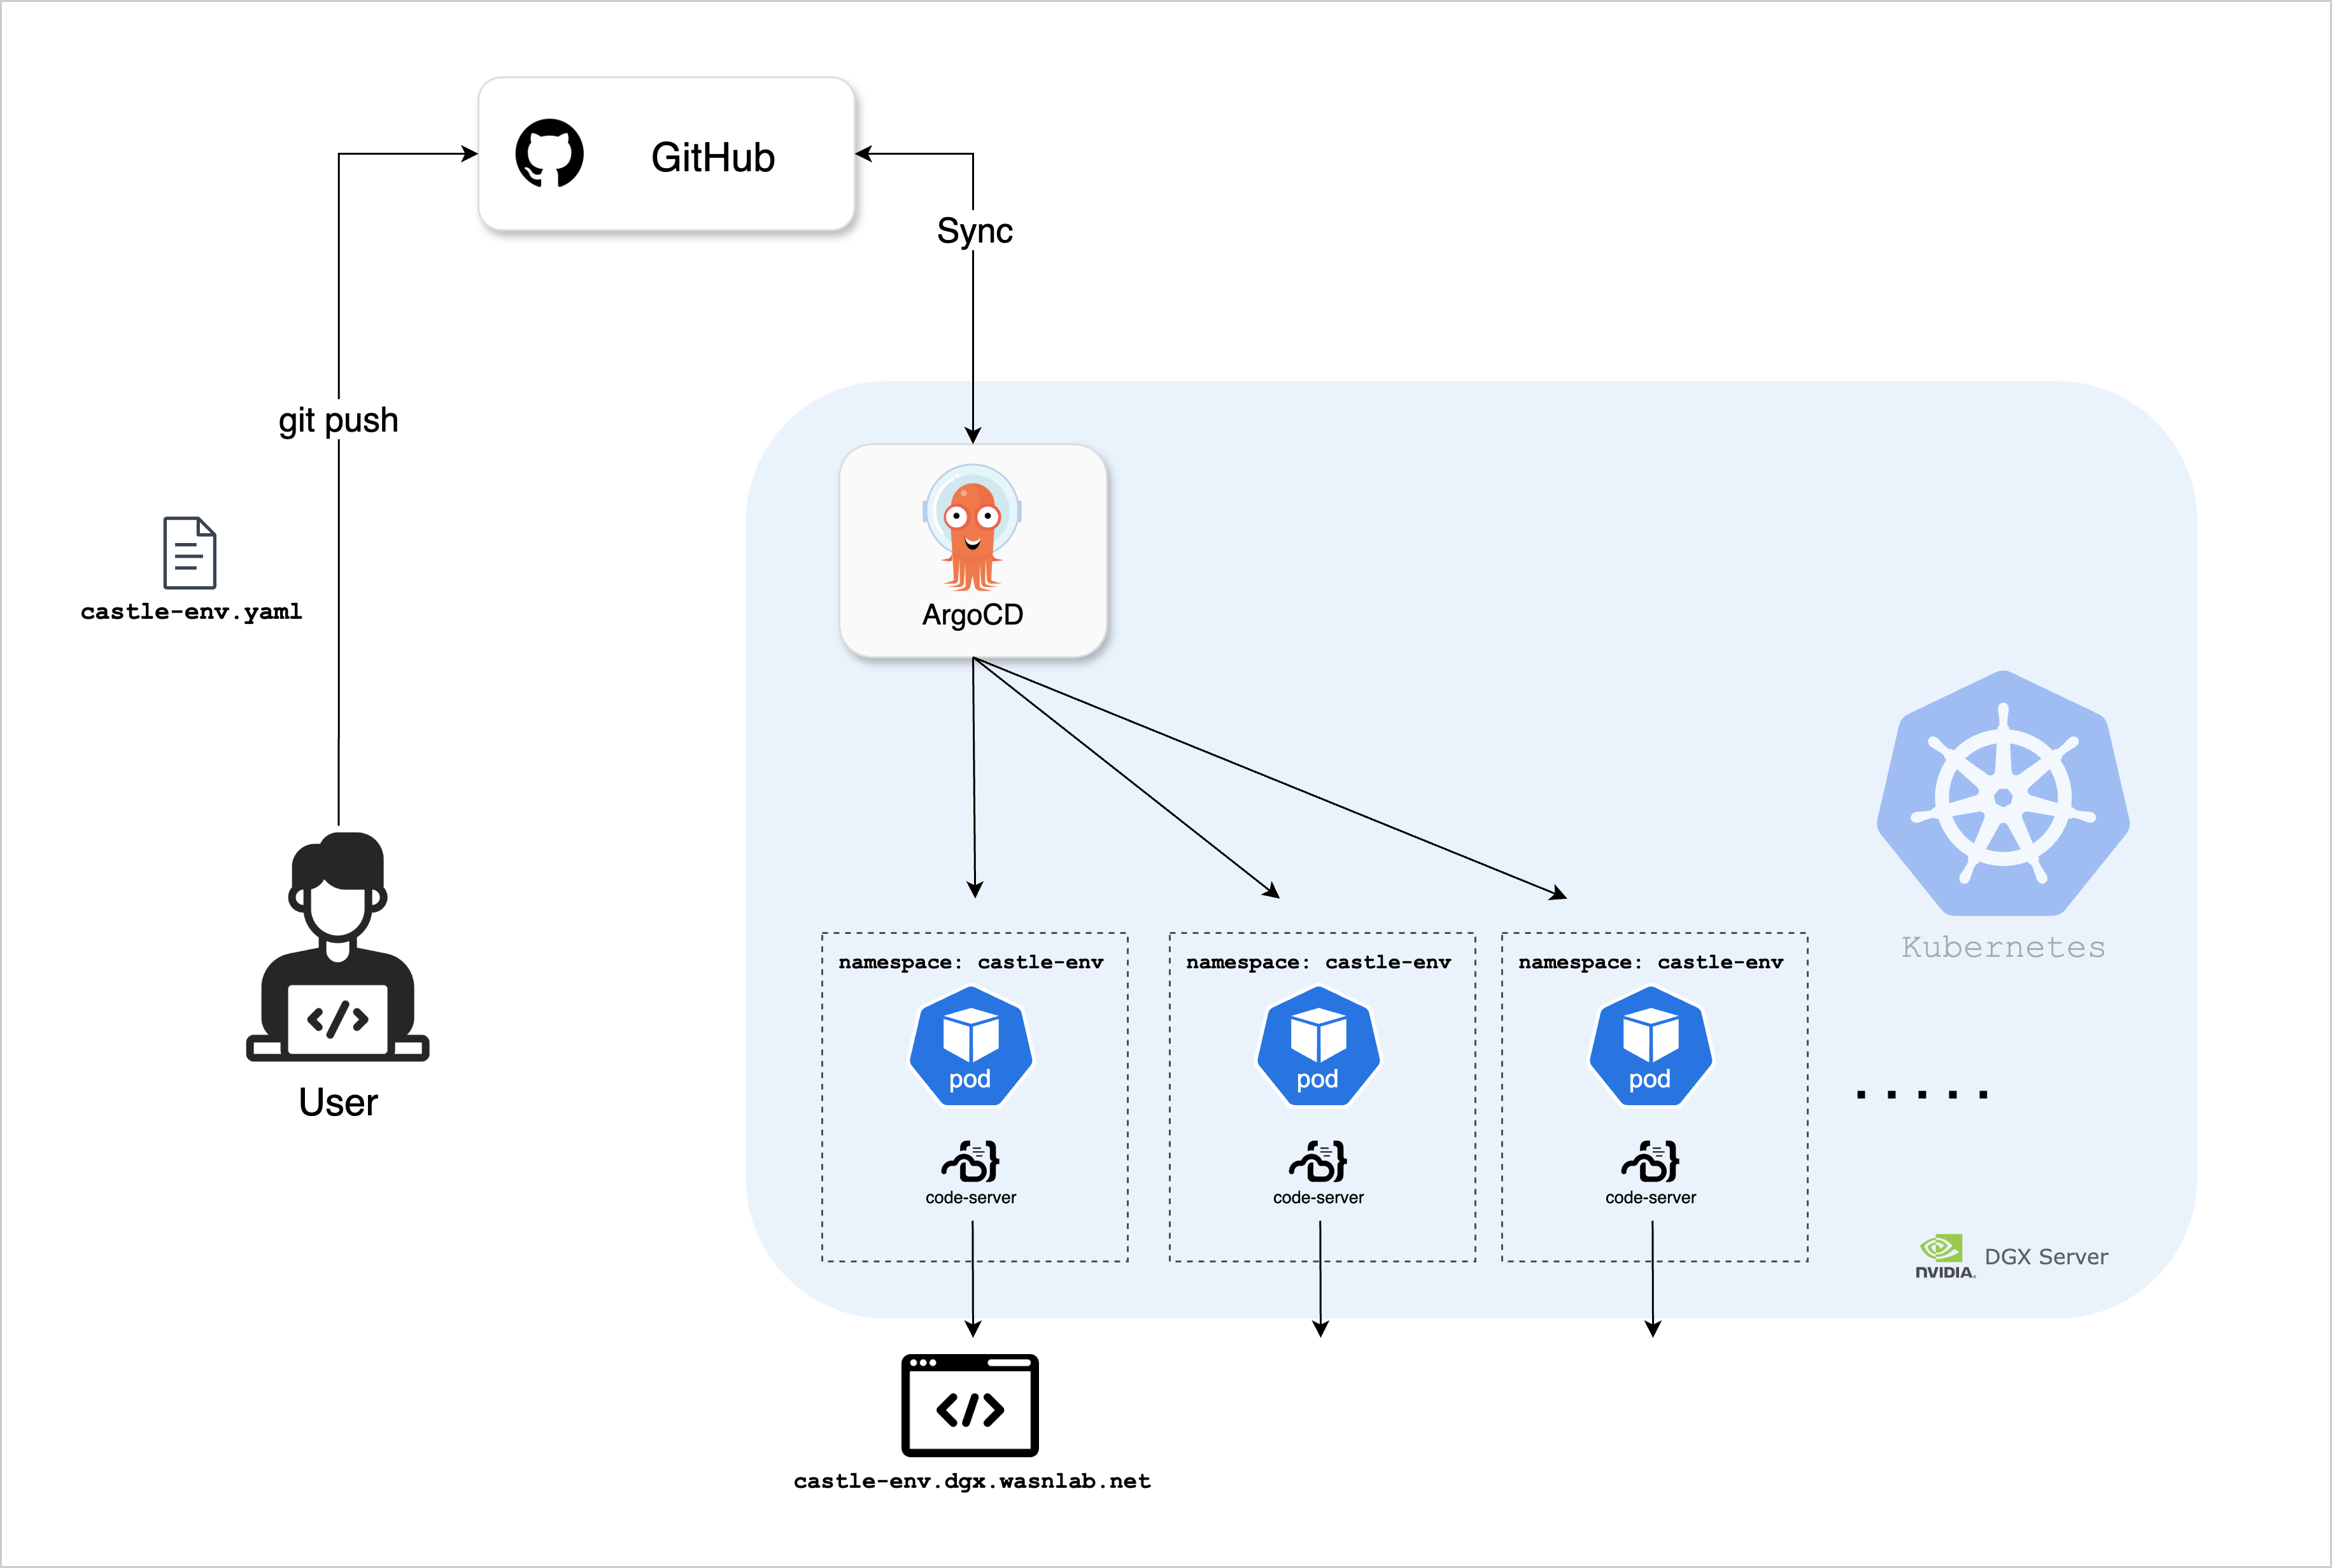 GitHub
Sync
git push
castle-env.yaml
ArgoCD
Kubernetes
namespace: castle-env
namespace: castle-env
namespace: castle-env
pod
pod
pod
code-server
code-server
code-server
User
.....
NVIDIA. DGX Server
</>
</>
castle-env.dgx.wasnlab.net